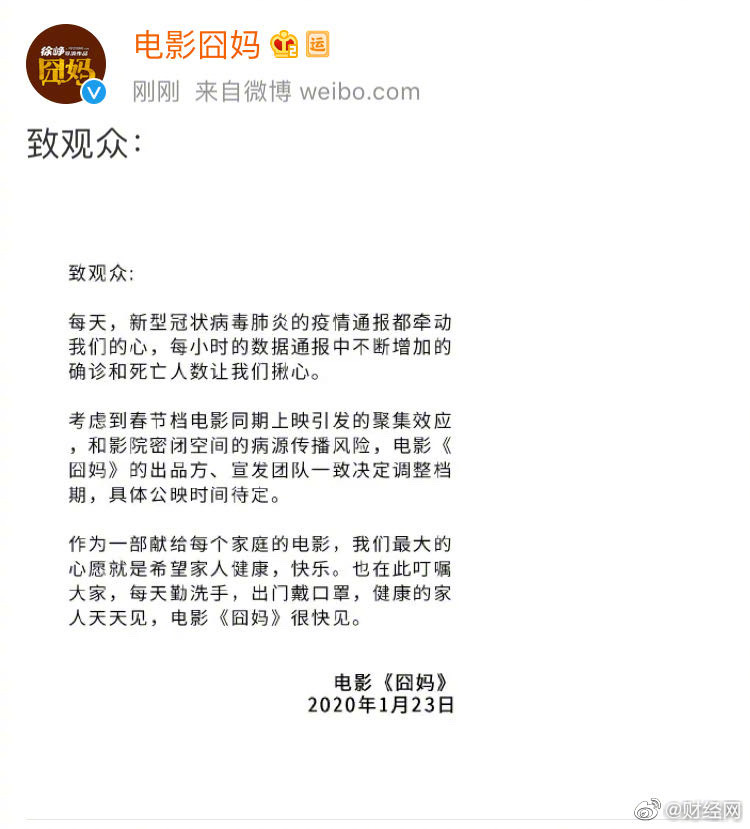 徐峥导演作品
囧妈
电影囧妈 运
刚刚 来自微博 weibo.com
致观众：
致观众：
每天，新型冠状病毒肺炎的疫情通报都牵动
我们的心，每小时的数据通报中不断增加的
确诊和死亡人数让我们揪心。
考虑到春节档电影同期上映引发的聚集效应
，和影院密闭空间的病源传播风险，电影《
囧妈》的出品方、宣发团队一致决定调整档
期，具体公映时间待定。
作为一部献给每个家庭的电影，我们最大的
心愿就是希望家人健康，快乐。也在此叮嘱
大家，每天勤洗手，出门戴口罩，健康的家
人天天见，电影《囧妈》很快见。
电影《囧妈》
2020年1月23日
@财经网